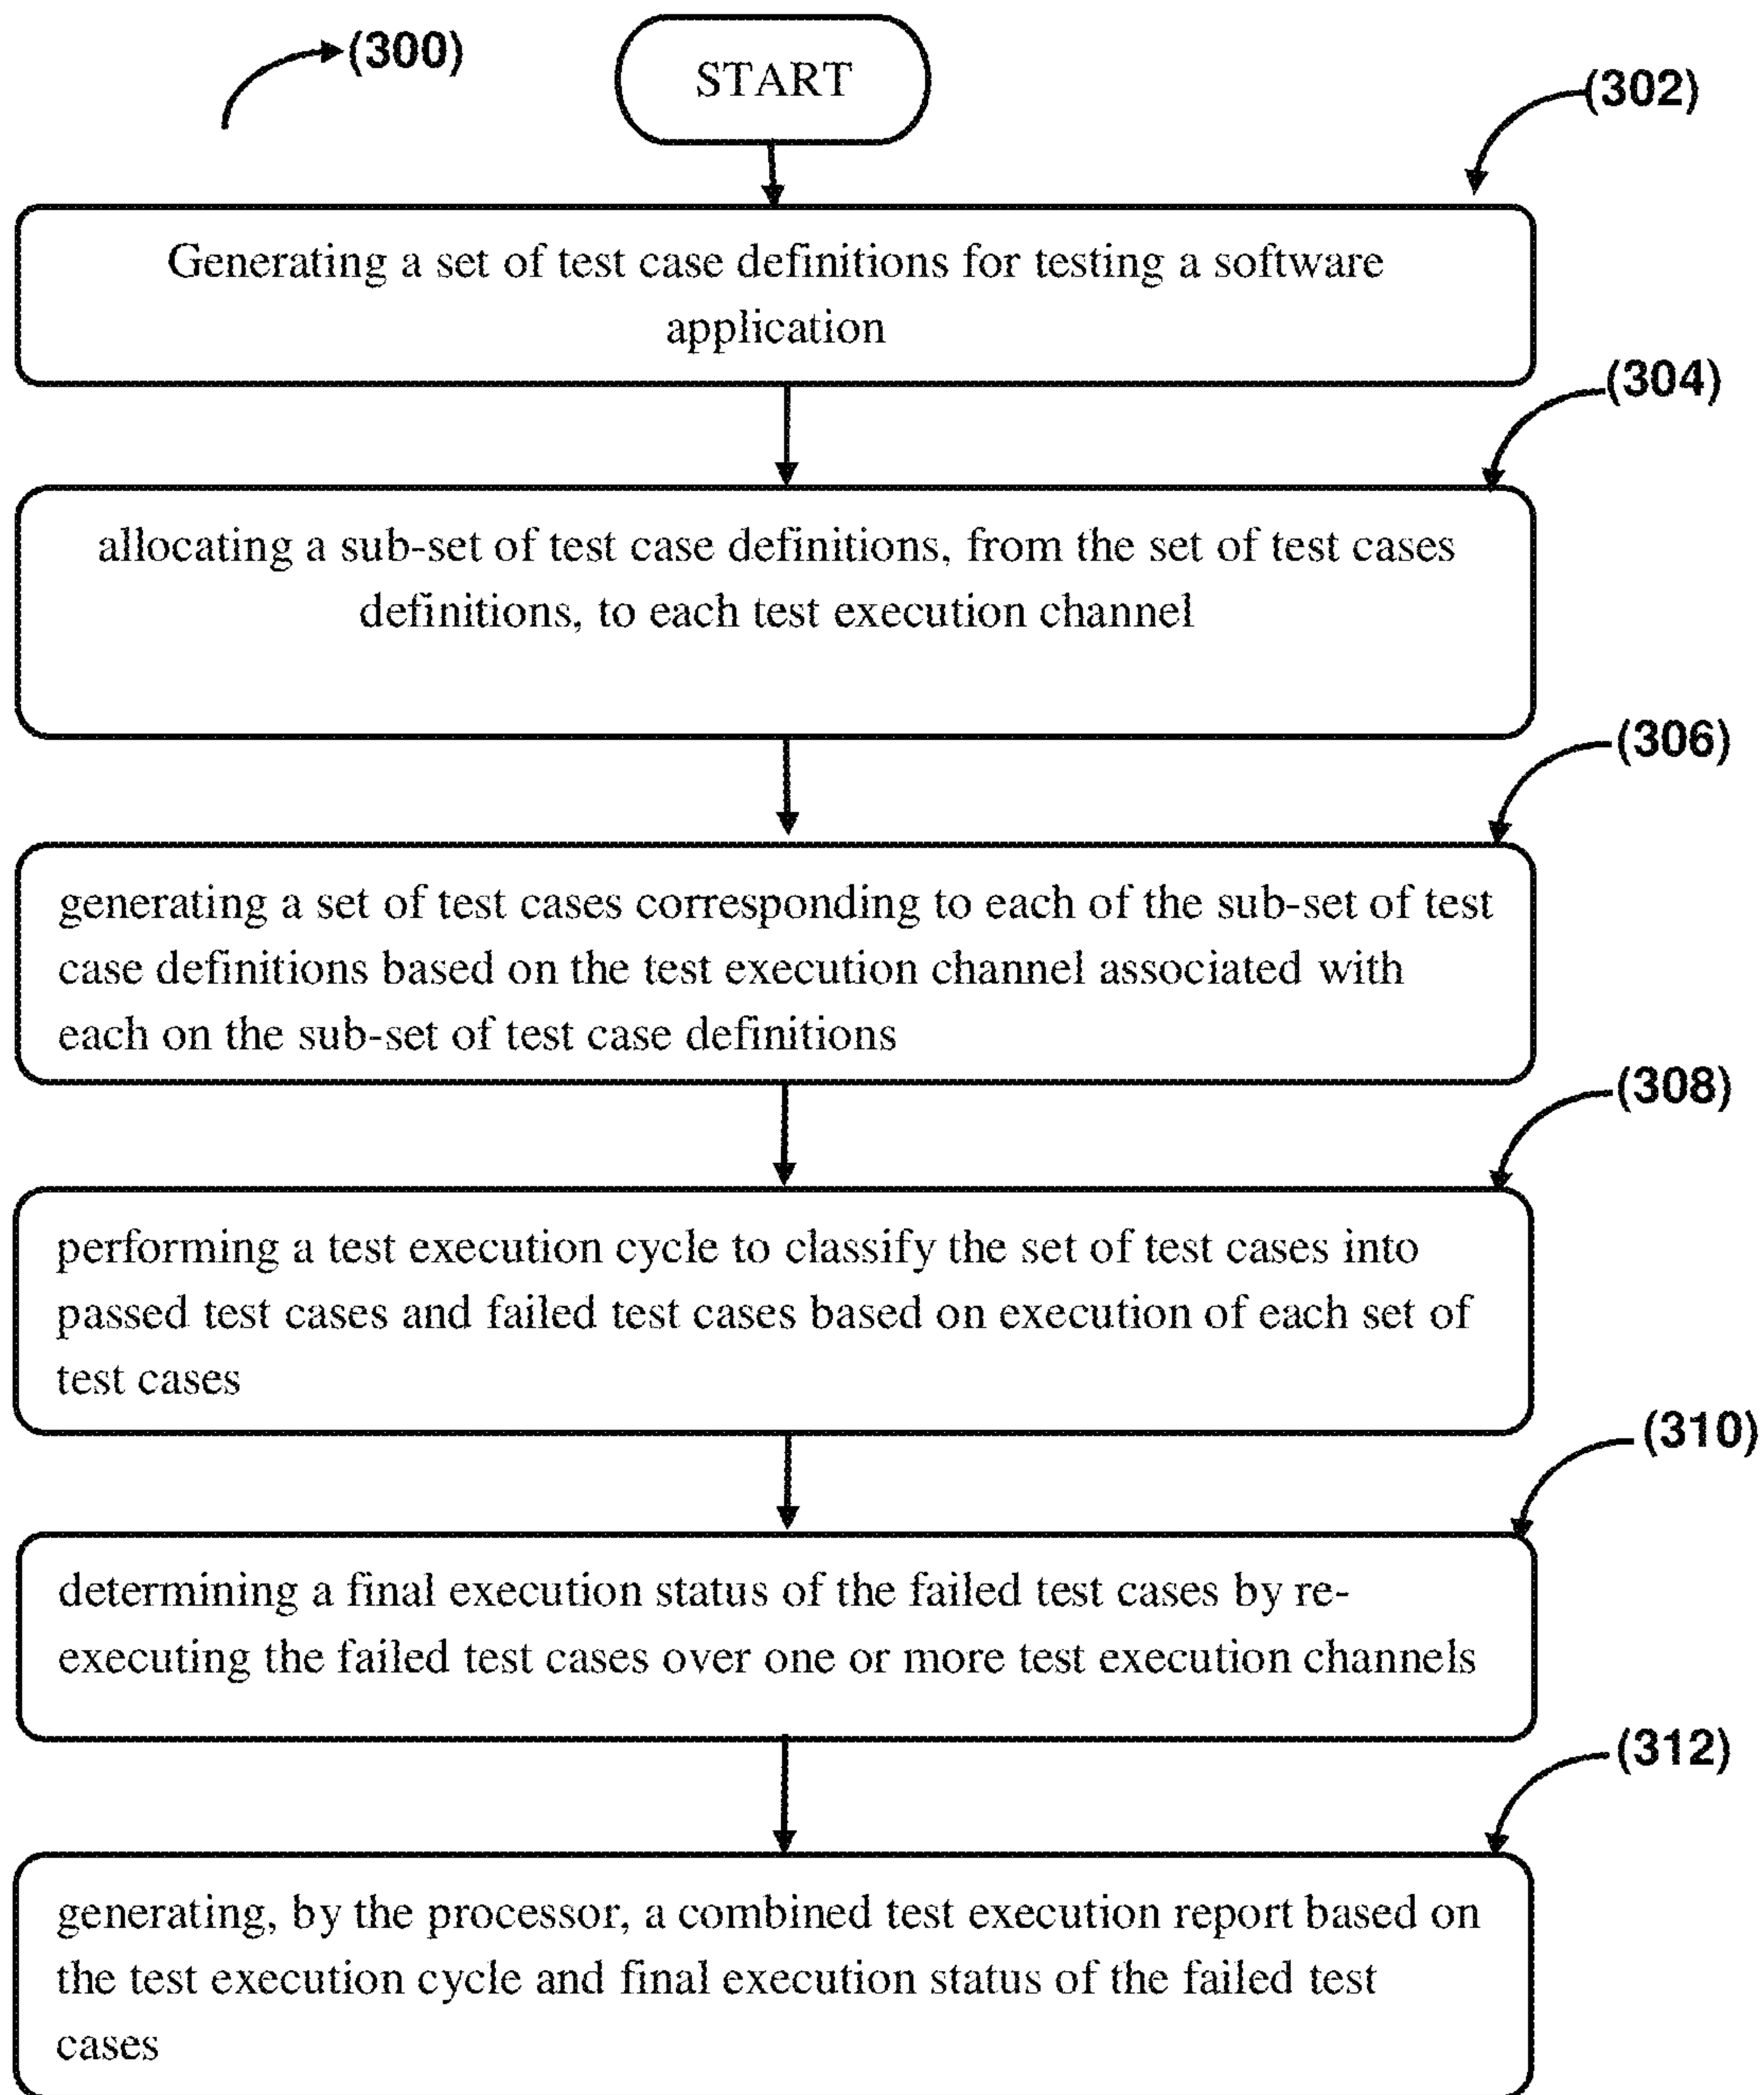 (300)
START
(302)
Generating a set of test case definitions for testing a software
application
(304)
allocating a sub-set of test case definitions, from the set of test cases
definitions, to each test execution channel
(306)
generating a set of test cases corresponding to each of the sub-set of test
case definitions based on the test execution channel associated with
each on the sub-set of test case definitions
(308)
performing a test execution cycle to classify the set of test cases into
passed test cases and failed test cases based on execution of each set of
test cases
(310)
determining a final execution status of the failed test cases by re-
executing the failed test cases over one or more test execution channels
(312)
generating, by the processor, a combined test execution report based on
the test execution cycle and final execution status of the failed test
cases